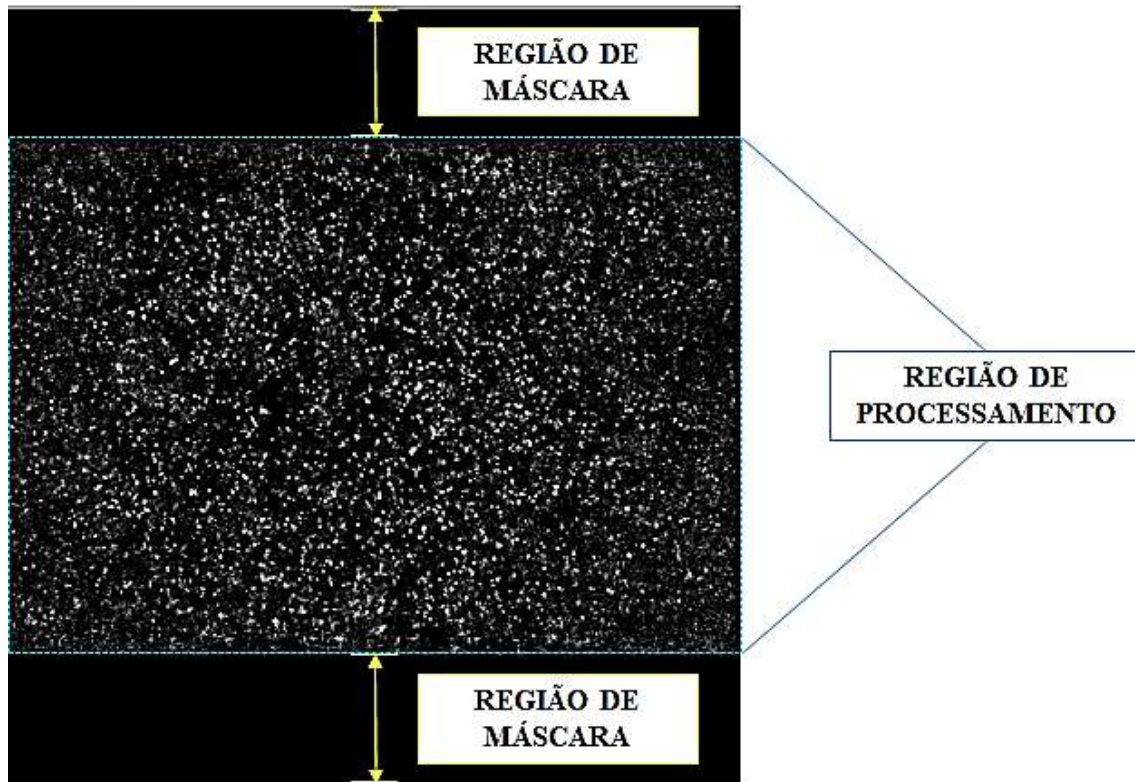 REGIÃO DE
MÁSCARA
REGIÃO DE
PROCESSAMENTO
REGIÃO DE
MÁSCARA